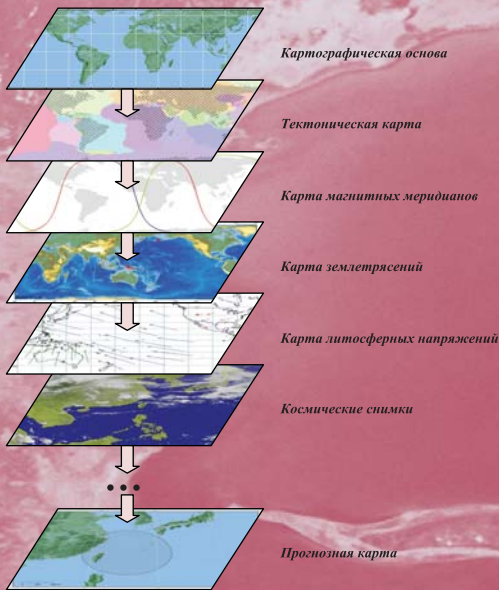 Картографическая основа
Тектоническая карта
Карта магнитных меридианов
Карта землетрясений
Карта литосферных напряжений
Космические снимки
Прогнозная карта